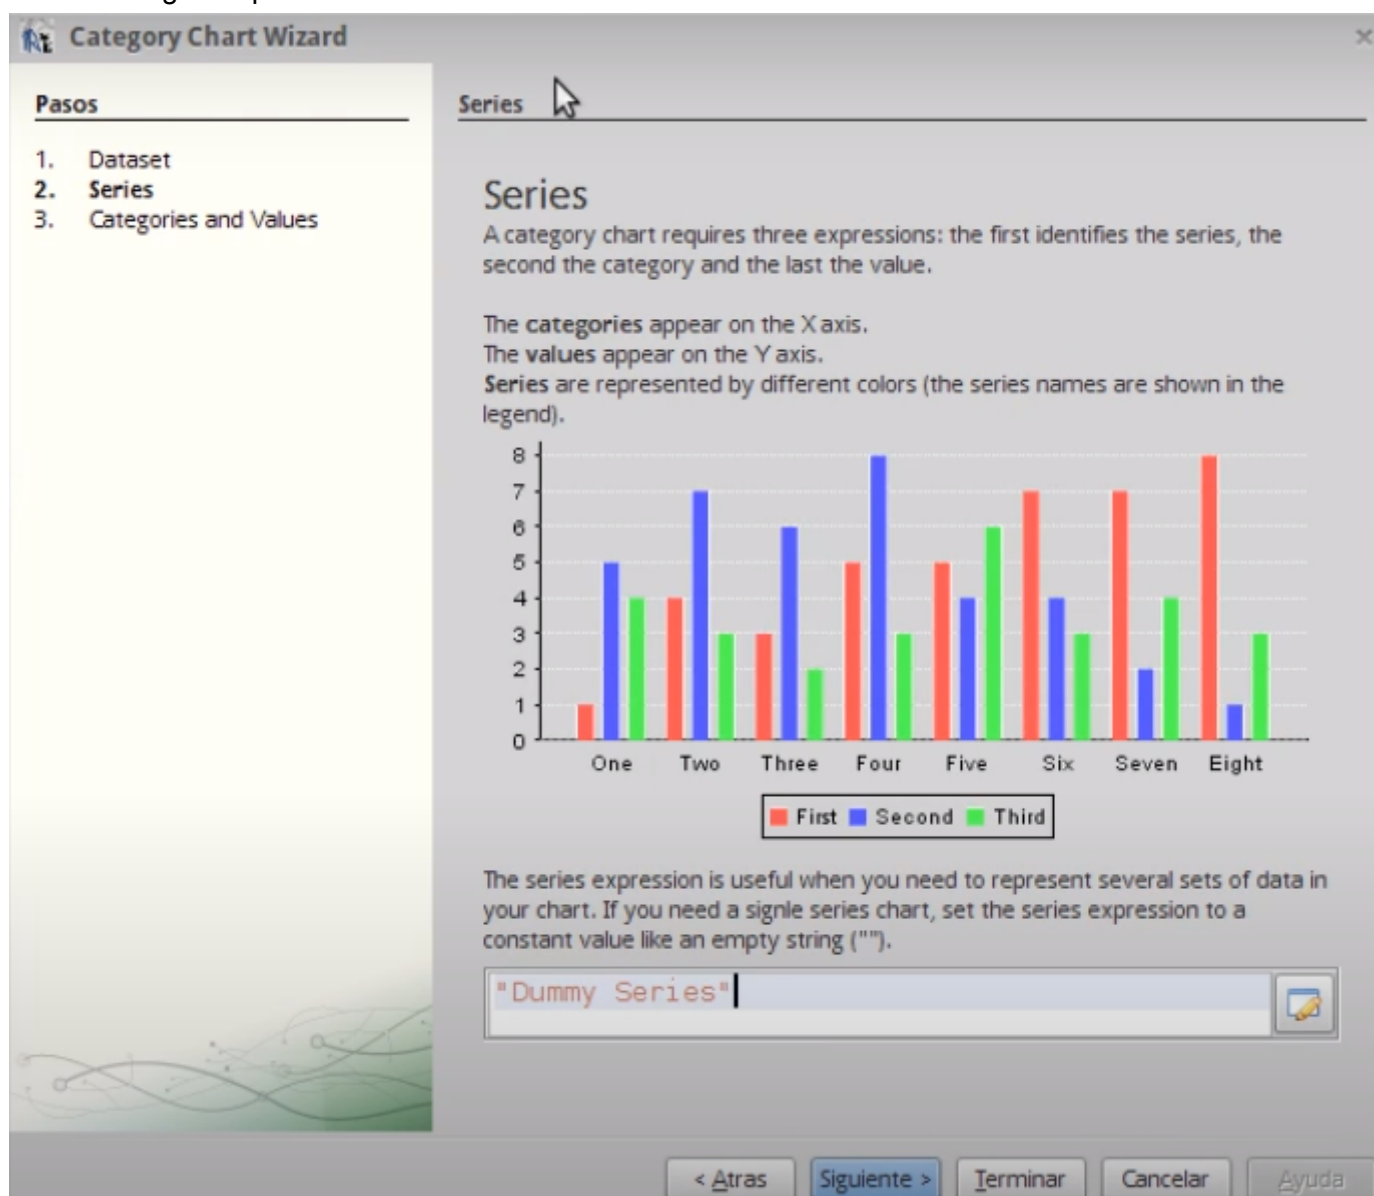 Category Chart Wizard
Pasos
1. Dataset
2. Series
3. Categories and Values
Series
Series
A category chart requires three expressions: the first identifies the series, the
second the category and the last the value.
The categories appear on the X axis.
The values appear on the Y axis.
Series are represented by different colors (the series names are shown in the
legend).
8
7
6
5
4
3
2
1
0
One Two Three Four Five Six Seven Eight
First Second Third
The series expression is useful when you need to represent several sets of data in
your chart. If you need a signle series chart, set the series expression to a
constant value like an empty string ("").
"Dummy Series"
< Atras Siguiente > Terminar Cancelar Ayuda